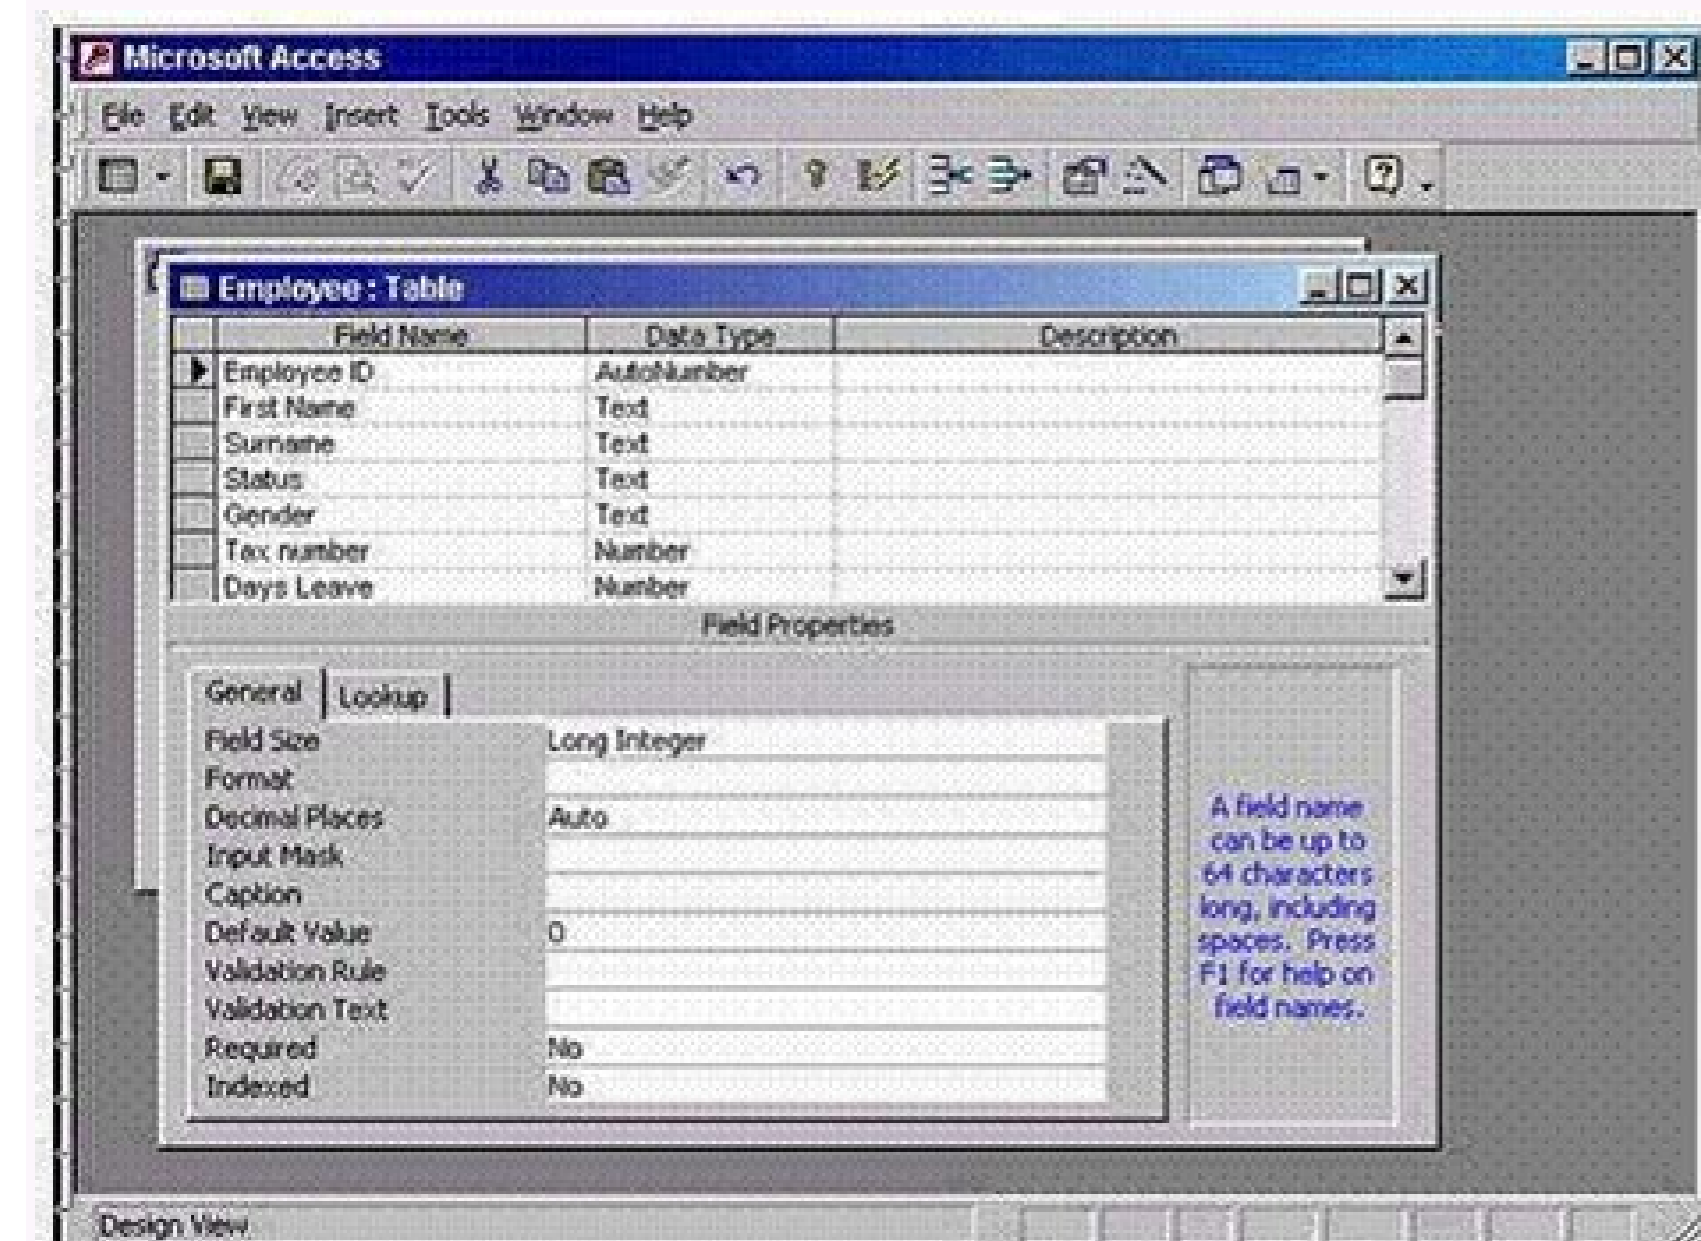 Microsoft Access
File Edit View Insert Tools Window Help
Employee : Table
Field Name Data Type Description
Employee ID AutoNumber
First Name Text
Surname Text
Status Text
Gender Text
Tax number Number
Days Leave Number
Field Properties
General Lookup
Field Size Long Integer
Format
Decimal Places Auto
Input Mask
Caption
Default Value 0
Validation Rule
Validation Text
Required No
Indexed No
A field name
can be up to
64 characters
long, including
spaces. Press
F1 for help on
field names.
Design View